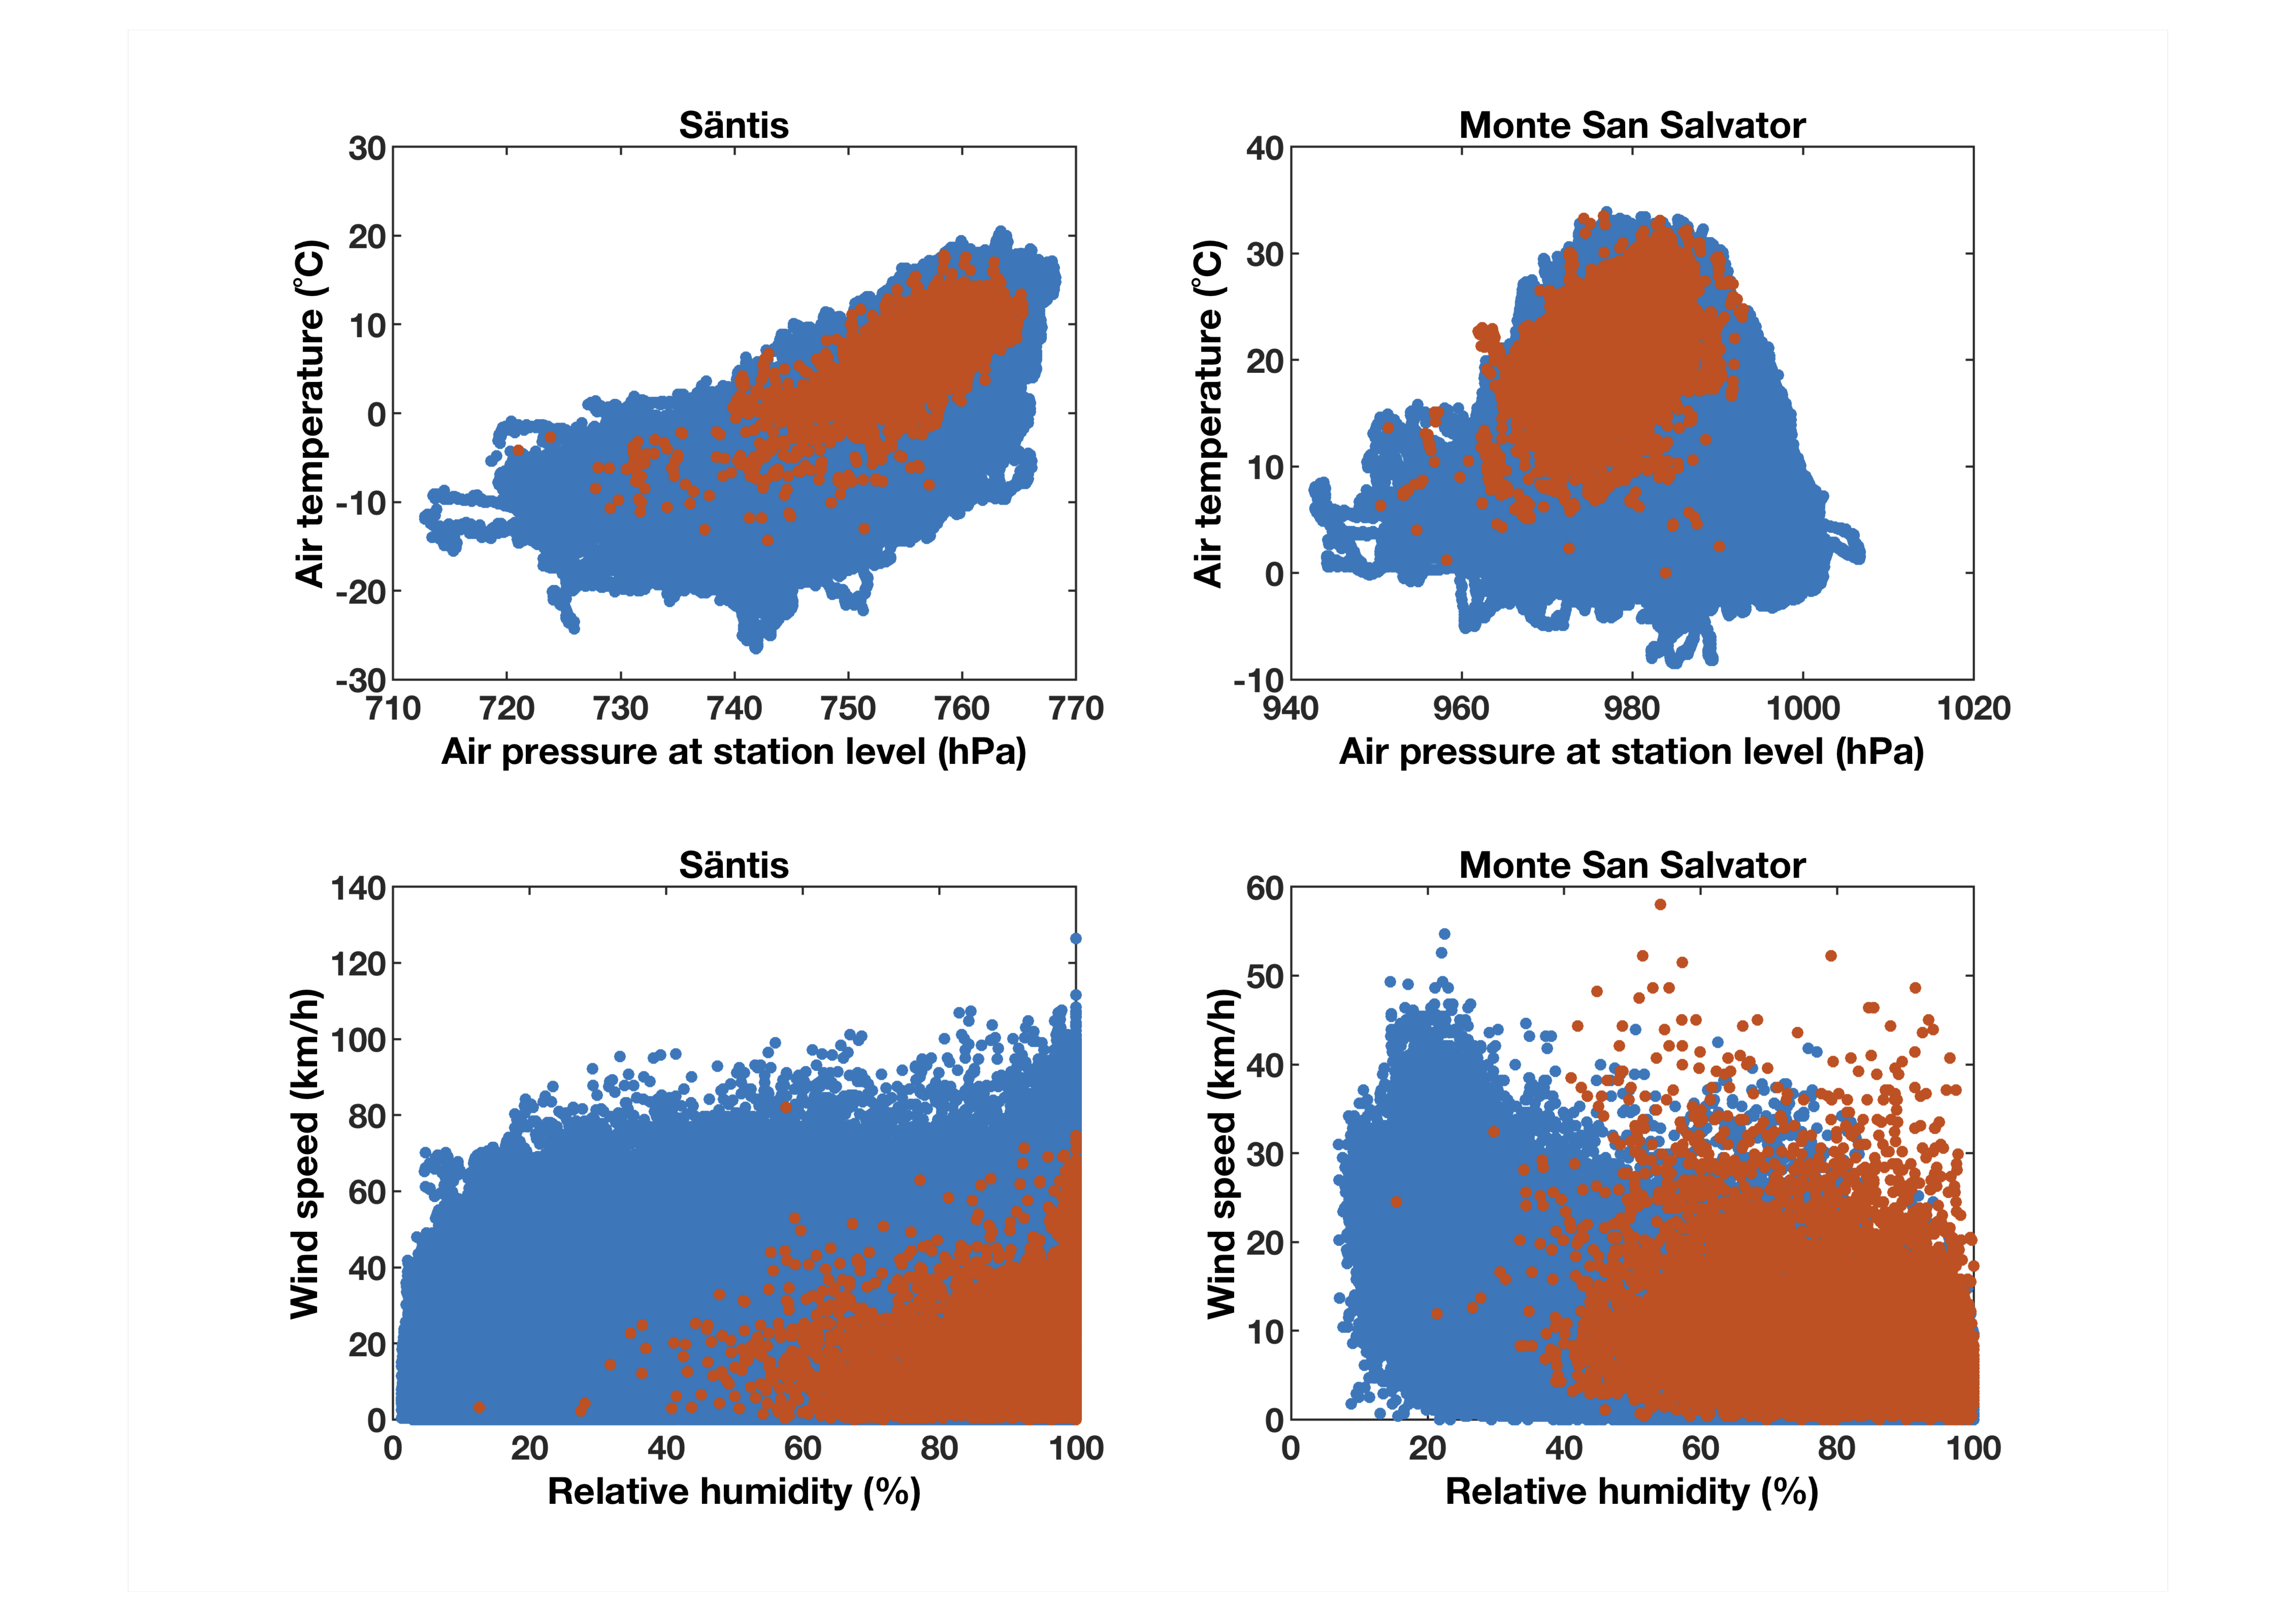 Säntis
30
20
10
0
-10
-20
-30
710 720 730 740 750 760 770
Air temperature (°C)
Air pressure at station level (hPa)
Monte San Salvator
40
30
20
10
0
-10
940 960 980 1000 1020
Air temperature (°C)
Air pressure at station level (hPa)
Säntis
140
120
100
80
60
40
20
0
0 20 40 60 80 100
Wind speed (km/h)
Relative humidity (%)
Monte San Salvator
60
50
40
30
20
10
0
0 20 40 60 80 100
Wind speed (km/h)
Relative humidity (%)